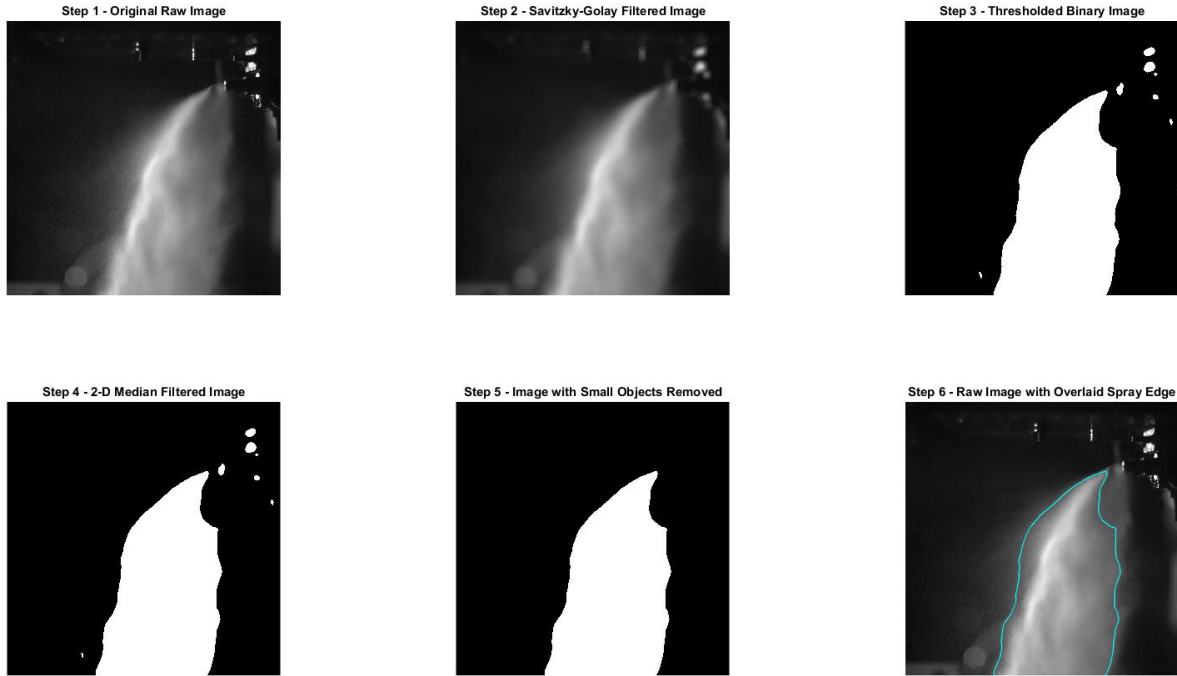 Step 1 - Original Raw Image
Step 2 - Savitzky-Golay Filtered Image
Step 3 - Thresholded Binary Image
Step 4 - 2-D Median Filtered Image
Step 5 - Image with Small Objects Removed
Step 6 - Raw Image with Overlaid Spray Edge